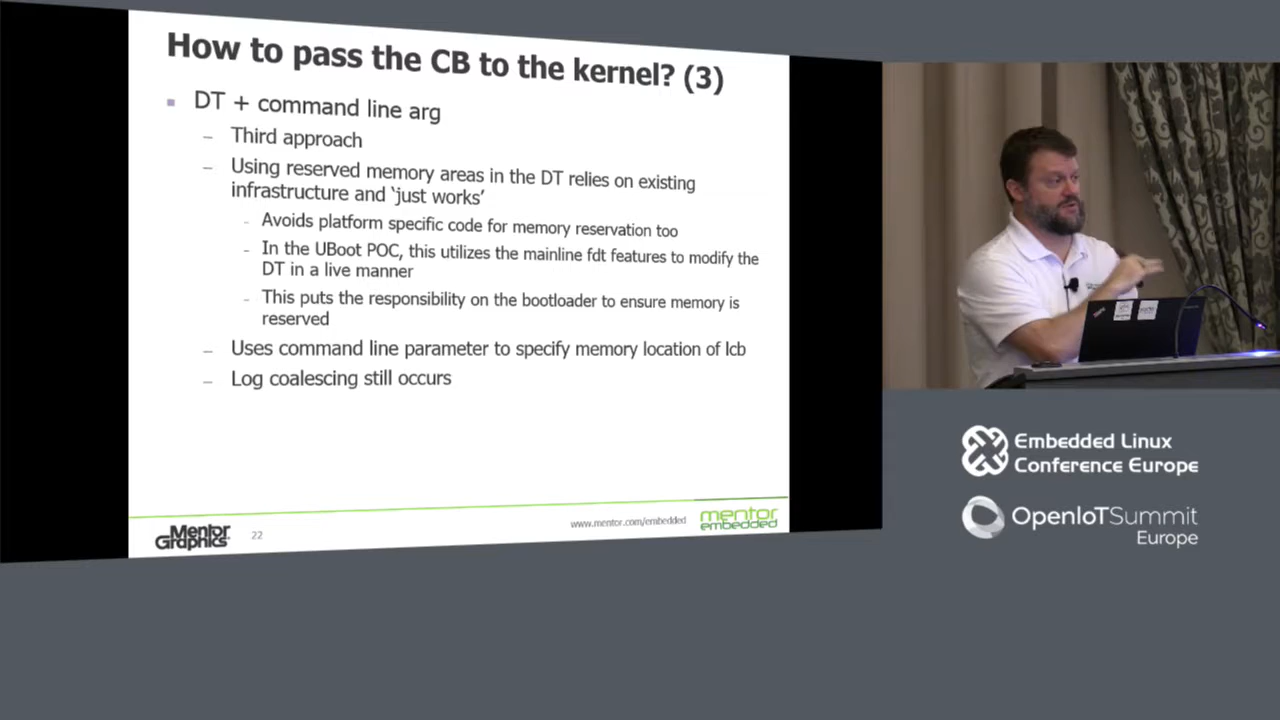 How to pass the CB to the kernel? (3)
DT + command line arg
Third approach
Using reserved memory areas in the DT relies on existing
infrastructure and 'just works'
Avoids platform specific code for memory reservation too
In the UBoot POC, this utilizes the mainline fdt features to modify the
DT in a live manner
This puts the responsibility on the bootloader to ensure memory is
reserved
Uses command line parameter to specify memory location of lcb
Log coalescing still occurs
Mentor
Graphics
22
www.mentor.com/embedded
mentor
embedded
Embedded Linux
Conference Europe
OpenIoTSummit
Europe